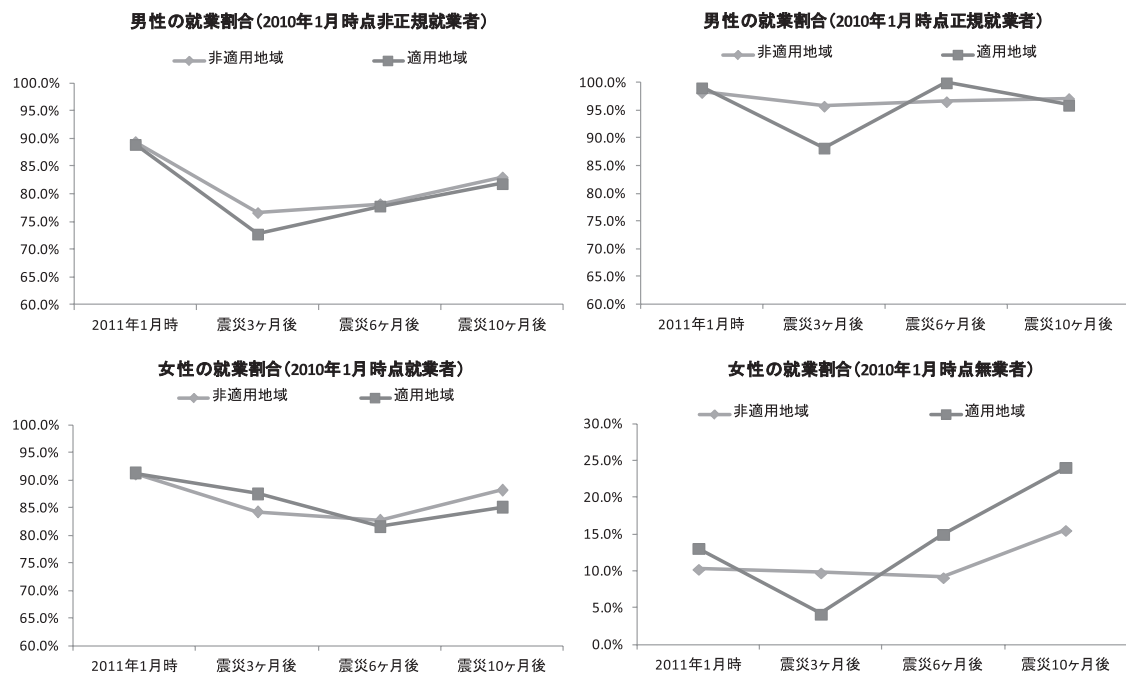 男性の就業割合（2010年1月時点非正規就業者）
非適用地域 適用地域
100.0%
95.0%
90.0%
85.0%
80.0%
75.0%
70.0%
65.0%
60.0%
2011年1月時 震災3ヶ月後 震災6ヶ月後 震災10ヶ月後
男性の就業割合（2010年1月時点正規就業者）
非適用地域 適用地域
100.0%
95.0%
90.0%
85.0%
80.0%
75.0%
70.0%
65.0%
60.0%
2011年1月時 震災3ヶ月後 震災6ヶ月後 震災10ヶ月後
女性の就業割合（2010年1月時点就業者）
非適用地域 適用地域
100.0%
95.0%
90.0%
85.0%
80.0%
75.0%
70.0%
65.0%
60.0%
2011年1月時 震災3ヶ月後 震災6ヶ月後 震災10ヶ月後
女性の就業割合（2010年1月時点無業者）
非適用地域 適用地域
30.0%
25.0%
20.0%
15.0%
10.0%
5.0%
0.0%
2011年1月時 震災3ヶ月後 震災6ヶ月後 震災10ヶ月後